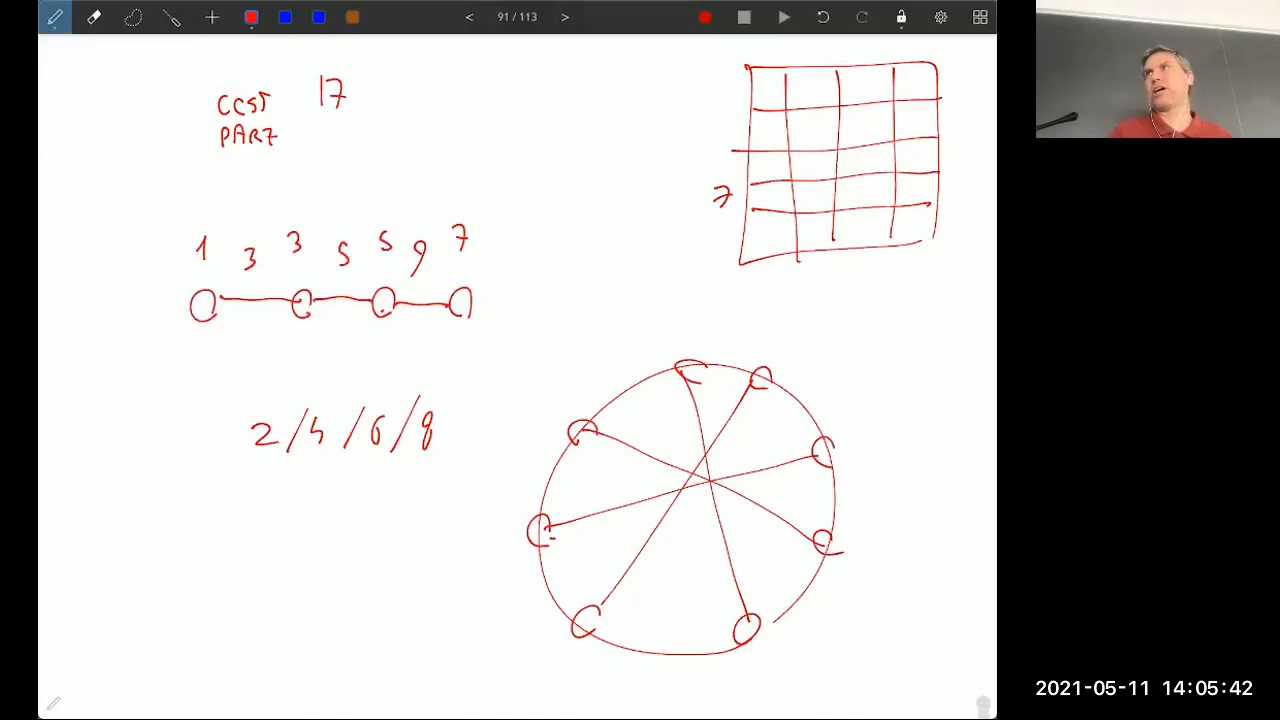 91 / 113
CCST 17
PART
7
1 3 3 5 5 9 7
2/4/6/8
2021-05-11 14:05:42